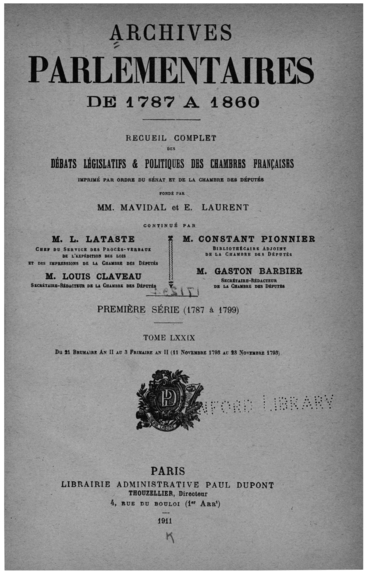 ARCHIVES
PARLEMENTAIRES
DE 1787 A 1860
RECUEIL COMPLET
DES
DÉBATS LÉGISLATIFS & POLITIQUES DES CHAMBRES FRANÇAISES
IMPRIMÉ PAR ORDRE DU SÉNAT ET DE LA CHAMBRE DES DÉPUTÉS
FONDÉ PAR
MM. MAVIDAL et E. LAURENT
CONTINUÉ PAR
M. L. LATASTE
CHEF DU SERVICE DES PROCÈS-VERBAUX
DE L'EXPÉDITION DES LOIS
ET DES IMPRESSIONS DE LA CHAMBRE DES DÉPUTÉS
M. LOUIS CLAVEAU
SECRÉTAIRE-RÉDACTEUR DE LA CHAMBRE DES DÉPUTÉS
M. CONSTANT PIONNIER
BIBLIOTHÉCAIRE ADJOINT
DE LA CHAMBRE DES DÉPUTÉS
M. GASTON BARBIER
SECRÉTAIRE-RÉDACTEUR
DE LA CHAMBRE DES DÉPUTÉS
PREMIÈRE SÉRIE (1787 à 1799)
TOME LXXIX
DU 21 BRUMAIRE AN II AU 3 FRIMAIRE AN II (11 NOVEMBRE 1793 AU 23 NOVEMBRE 1793)
NFORD LIBRARY
PARIS
LIBRAIRIE ADMINISTRATIVE PAUL DUPONT
THOUZELLIER, Directeur
4, RUE DU BOULOI (1er ARRt)
1911